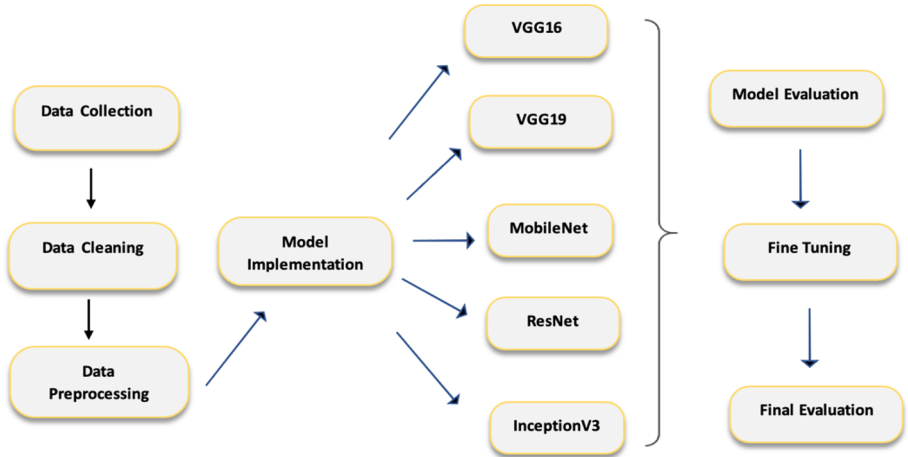 Data Collection
Data Cleaning
Data
Preprocessing
Model
Implementation
VGG16
VGG19
MobileNet
ResNet
InceptionV3
Model Evaluation
Fine Tuning
Final Evaluation